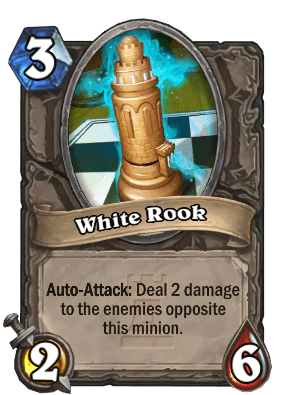 3
White Rook
Auto-Attack: Deal 2 damage
to the enemies opposite
this minion.
2
6